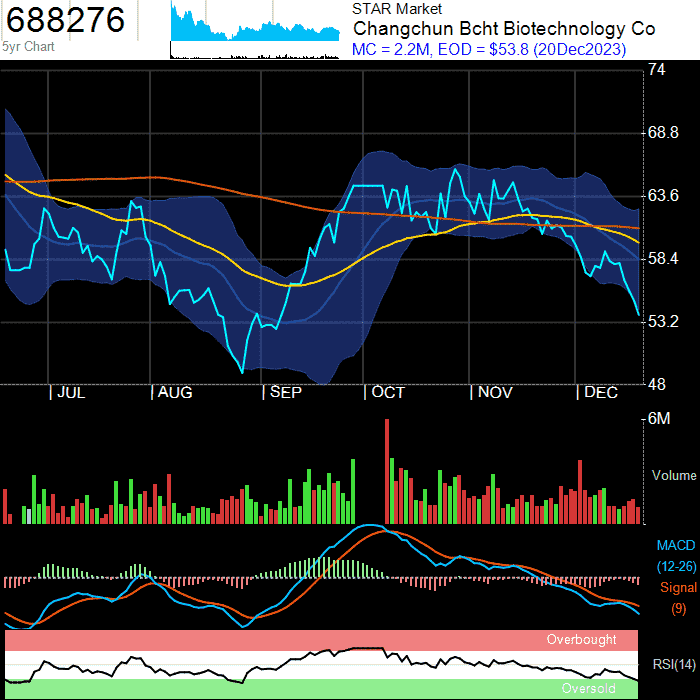 688276
5yr Chart
STAR Market
Changchun Bcht Biotechnology Co
MC = 2.2M, EOD = $53.8 (20Dec2023)
74
68.8
63.6
58.4
53.2
48
| JUL | AUG | SEP | OCT | NOV | DEC
6M
Volume
MACD
(12-26)
Signal
(9)
Overbought
RSI(14)
Oversold